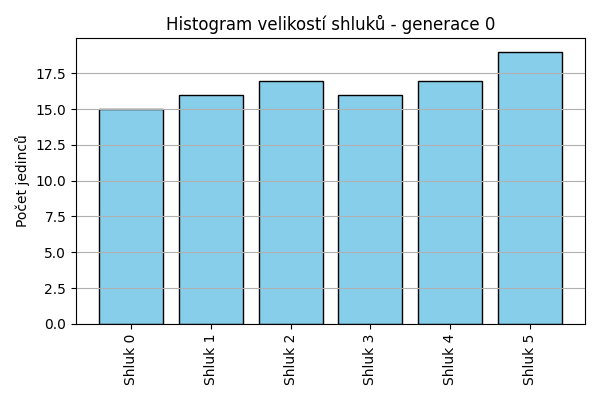 Histogram velikostí shluků - generace 0
Počet jedinců
17.5
15.0
12.5
10.0
7.5
5.0
2.5
0.0
Shluk 0
Shluk 1
Shluk 2
Shluk 3
Shluk 4
Shluk 5